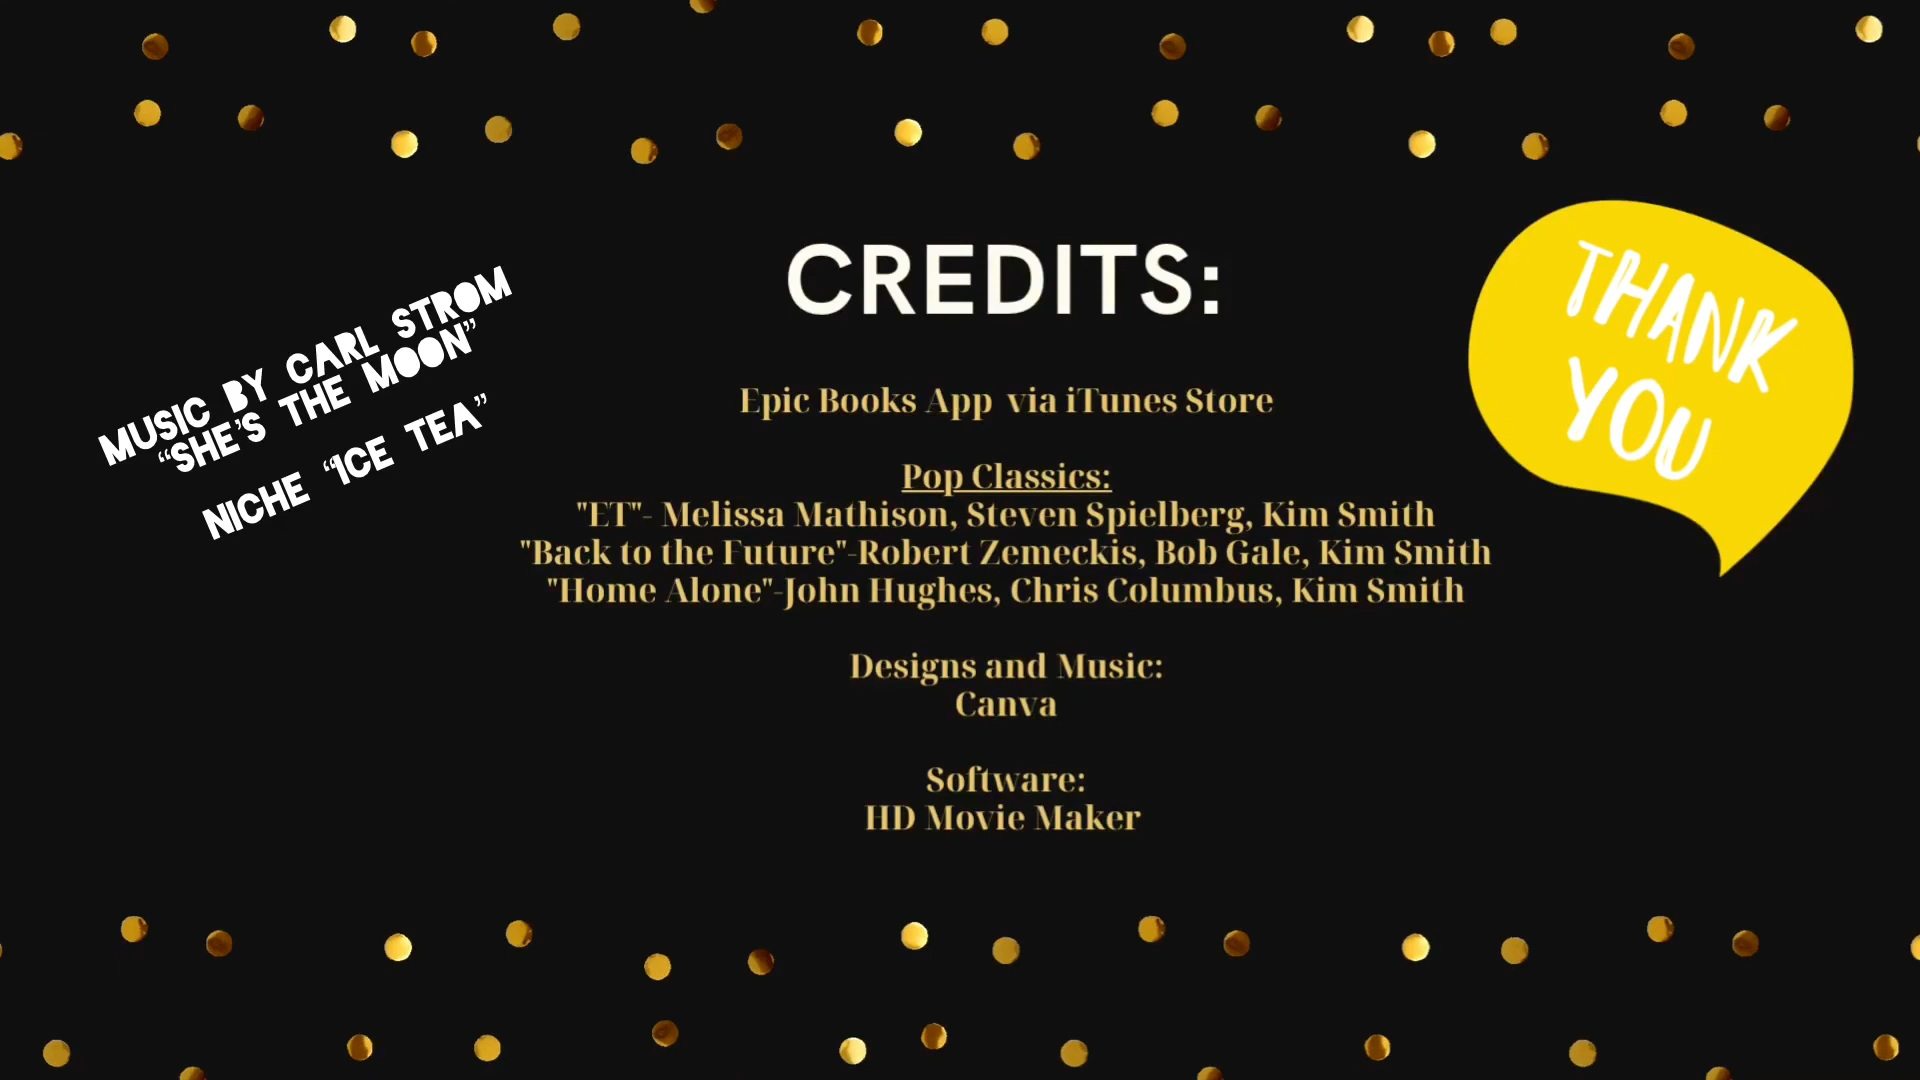 CREDITS:
MUSIC BY CARL STROM
“SHE’S THE MOON”
NICHE “ICE TEA”
THANK
YOU
Epic Books App via iTunes Store
Pop Classics:
"ET"- Melissa Mathison, Steven Spielberg, Kim Smith
"Back to the Future"-Robert Zemeckis, Bob Gale, Kim Smith
"Home Alone"-John Hughes, Chris Columbus, Kim Smith
Designs and Music:
Canva
Software:
HD Movie Maker